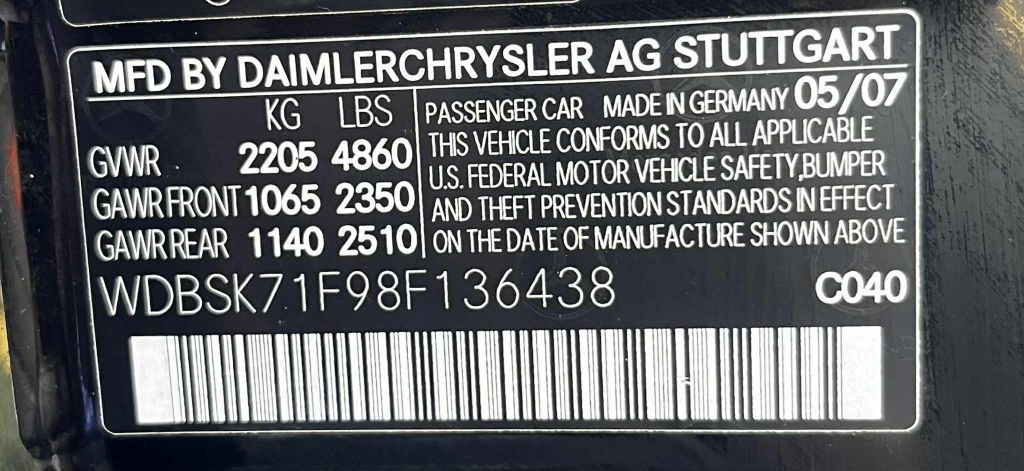 MFD BY DAIMLERCHRYSLER AG STUTTGART
KG LBS
GVWR 2205 4860
GAWR FRONT 1065 2350
GAWR REAR 1140 2510
PASSENGER CAR MADE IN GERMANY 05/07
THIS VEHICLE CONFORMS TO ALL APPLICABLE
U.S. FEDERAL MOTOR VEHICLE SAFETY,BUMPER
AND THEFT PREVENTION STANDARDS IN EFFECT
ON THE DATE OF MANUFACTURE SHOWN ABOVE
WDBSK71F98F136438 C040